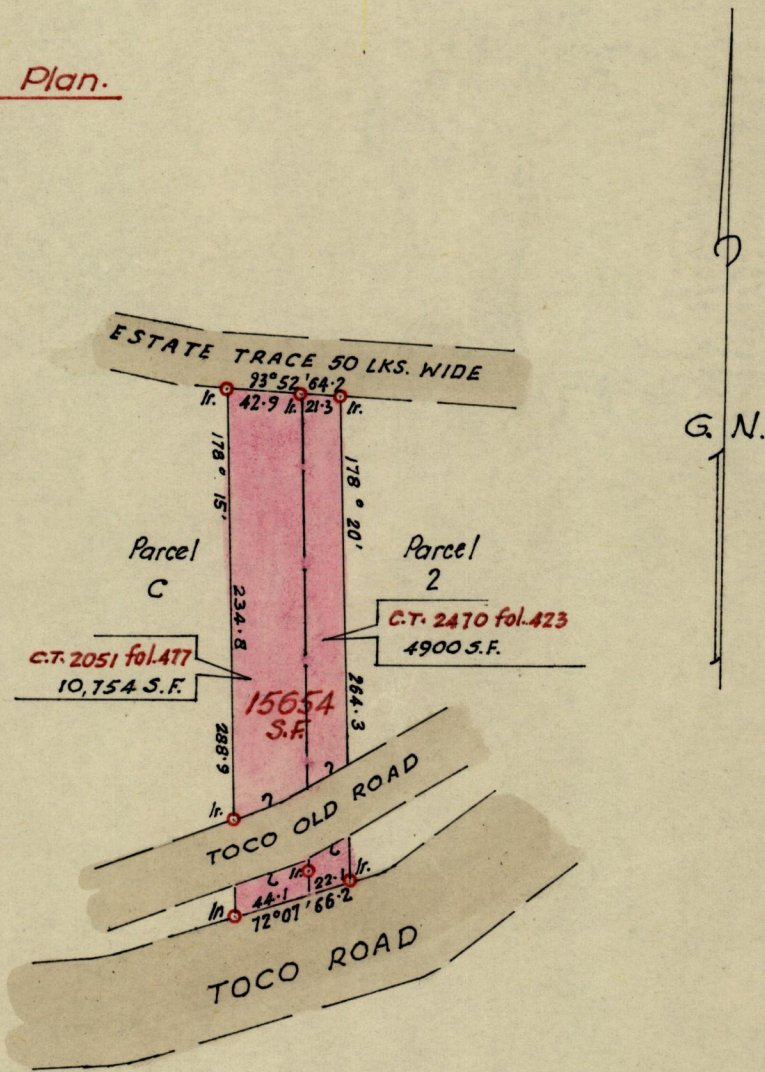 Plan.
ESTATE TRACE 50 LKS. WIDE
93°52' 64·2
Ir. 42·9 Ir. 21·3 Ir.
178° 15'
178° 20'
G. N.
Parcel
C
Parcel
2
234·8
C.T. 2470 fol. 423
4900 S.F.
C.T. 2051 fol. 477
10,754 S.F.
15654
S.F.
264·3
288·9
Ir.
TOCO OLD ROAD
Ir. Ir.
44·1 22·1
In
72°07' 66·2
TOCO ROAD